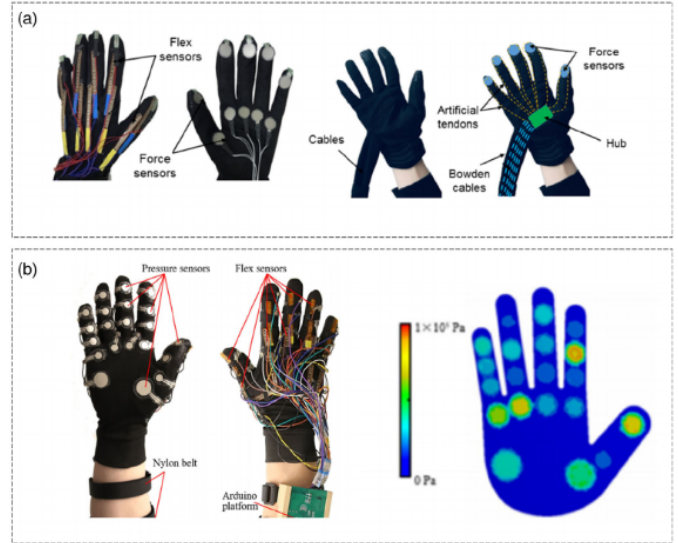 (a)
Flex
sensors
Force
sensors
Cables
Artificial
tendons
Bowden
cables
Force
sensors
Hub
(b)
Pressure sensors
Flex sensors
Nylon belt
Arduino
platform
1×10⁵ Pa
0 Pa